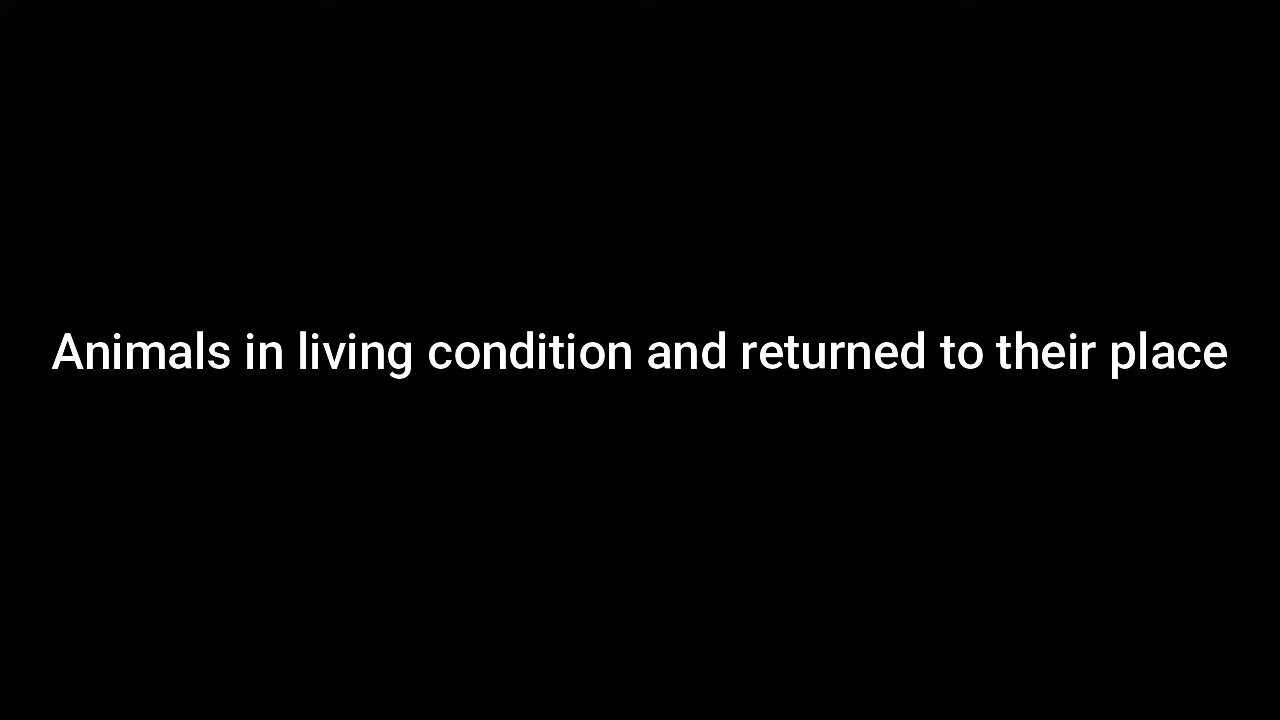 Animals in living condition and returned to their place